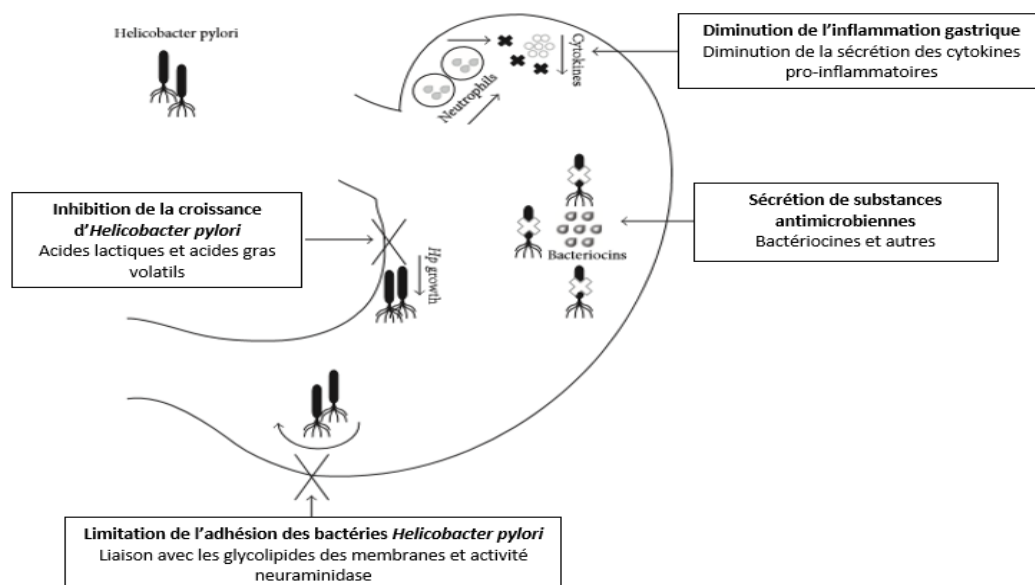 Helicobacter pylori
Neutrophils
Cytokines
Diminution de l’inflammation gastrique
Diminution de la sécrétion des cytokines
pro-inflammatoires
Inhibition de la croissance
d’Helicobacter pylori
Acides lactiques et acides gras
volatils
Hp growth
Bacteriocins
Sécrétion de substances
antimicrobiennes
Bactériocines et autres
Limitation de l’adhésion des bactéries Helicobacter pylori
Liaison avec les glycolipides des membranes et activité
neuraminidase